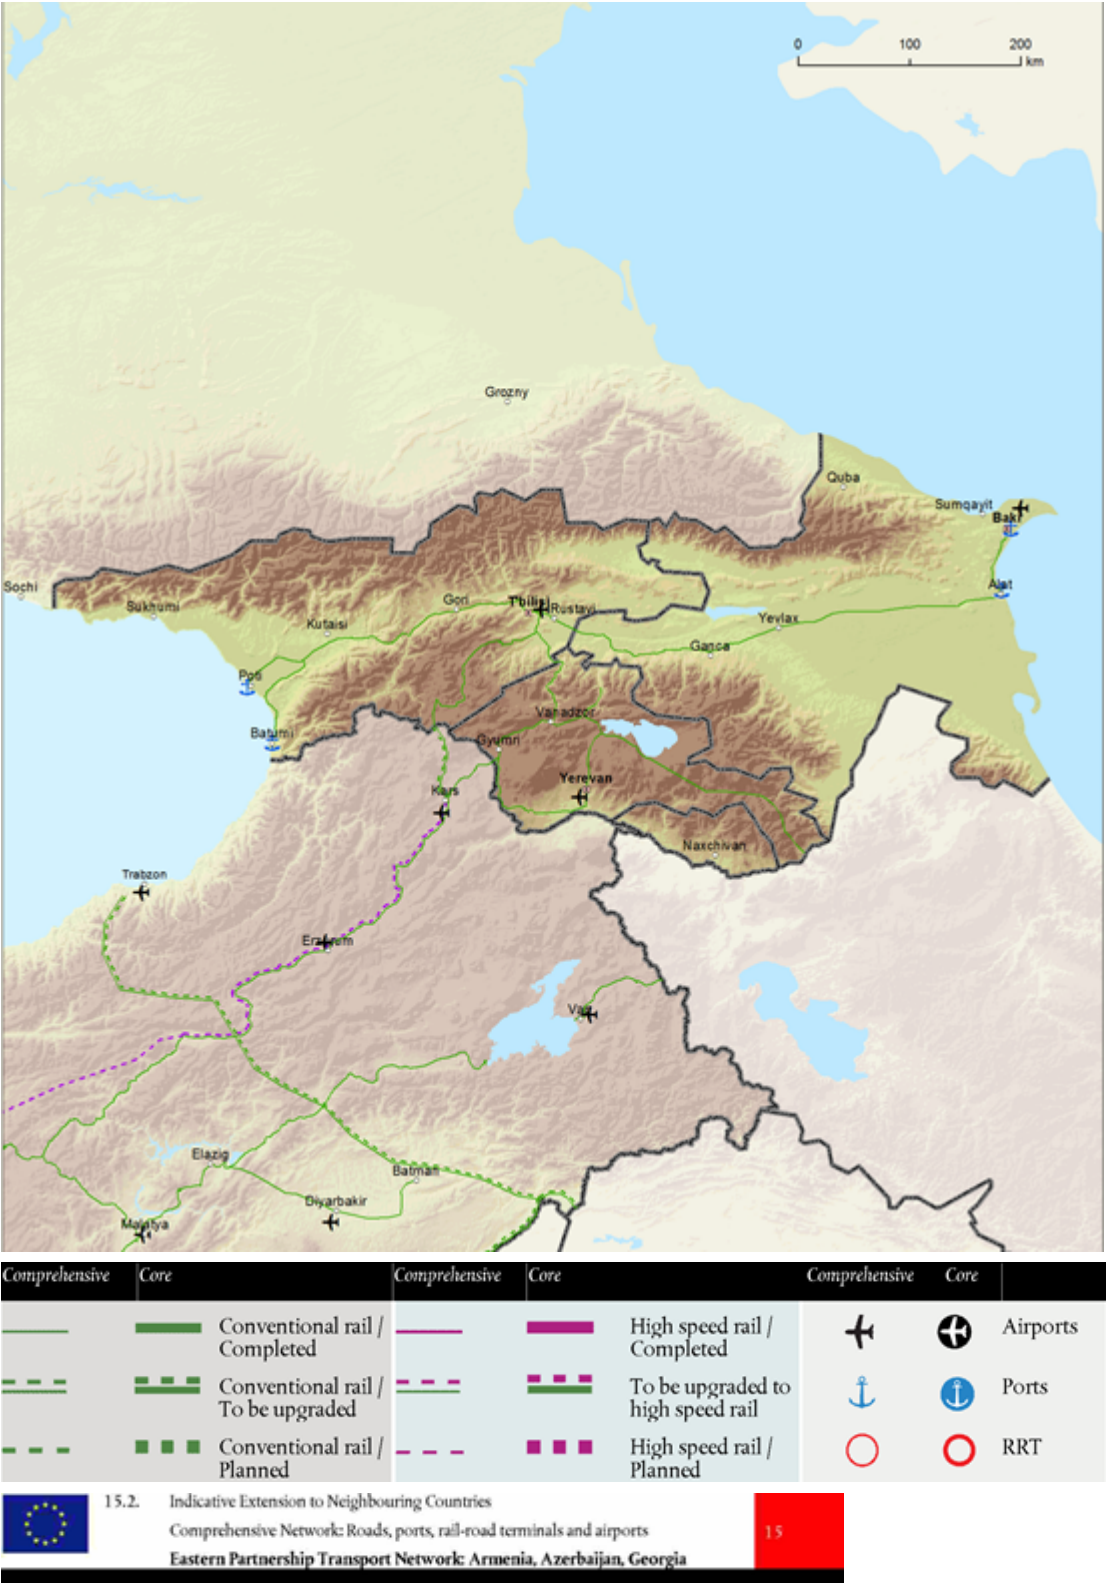 0 100 200
km
Grozny
Quba
Sumqayit
Baki
Alat
Sochi
Sukhumi
Gori
T'bilisi
Rustavi
Kutaisi
Yevlax
Ganca
Poti
Batumi
Vanadzor
Gyumri
Yerevan
Kars
Naxchivan
Trabzon
Erzurum
Van
Elazig
Batman
Diyarbakir
Malatya
Comprehensive Core Comprehensive Core Comprehensive Core
Conventional rail /
Completed
High speed rail /
Completed
Airports
Conventional rail /
To be upgraded
To be upgraded to
high speed rail
Ports
Conventional rail /
Planned
High speed rail /
Planned
RRT
15.2. Indicative Extension to Neighbouring Countries
Comprehensive Network: Roads, ports, rail-road terminals and airports
15
Eastern Partnership Transport Network: Armenia, Azerbaijan, Georgia